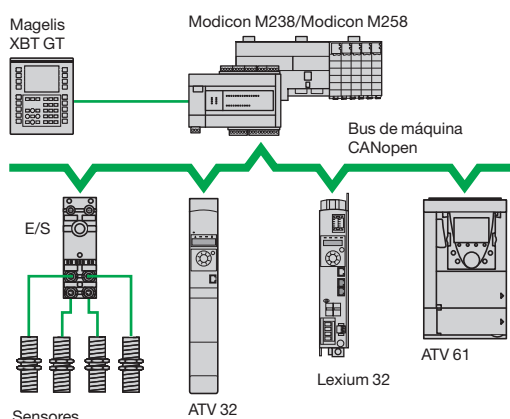 Magelis
XBT GT
Modicon M238/Modicon M258
Bus de máquina
CANopen
E/S
ATV 61
Lexium 32
ATV 32
Sensores